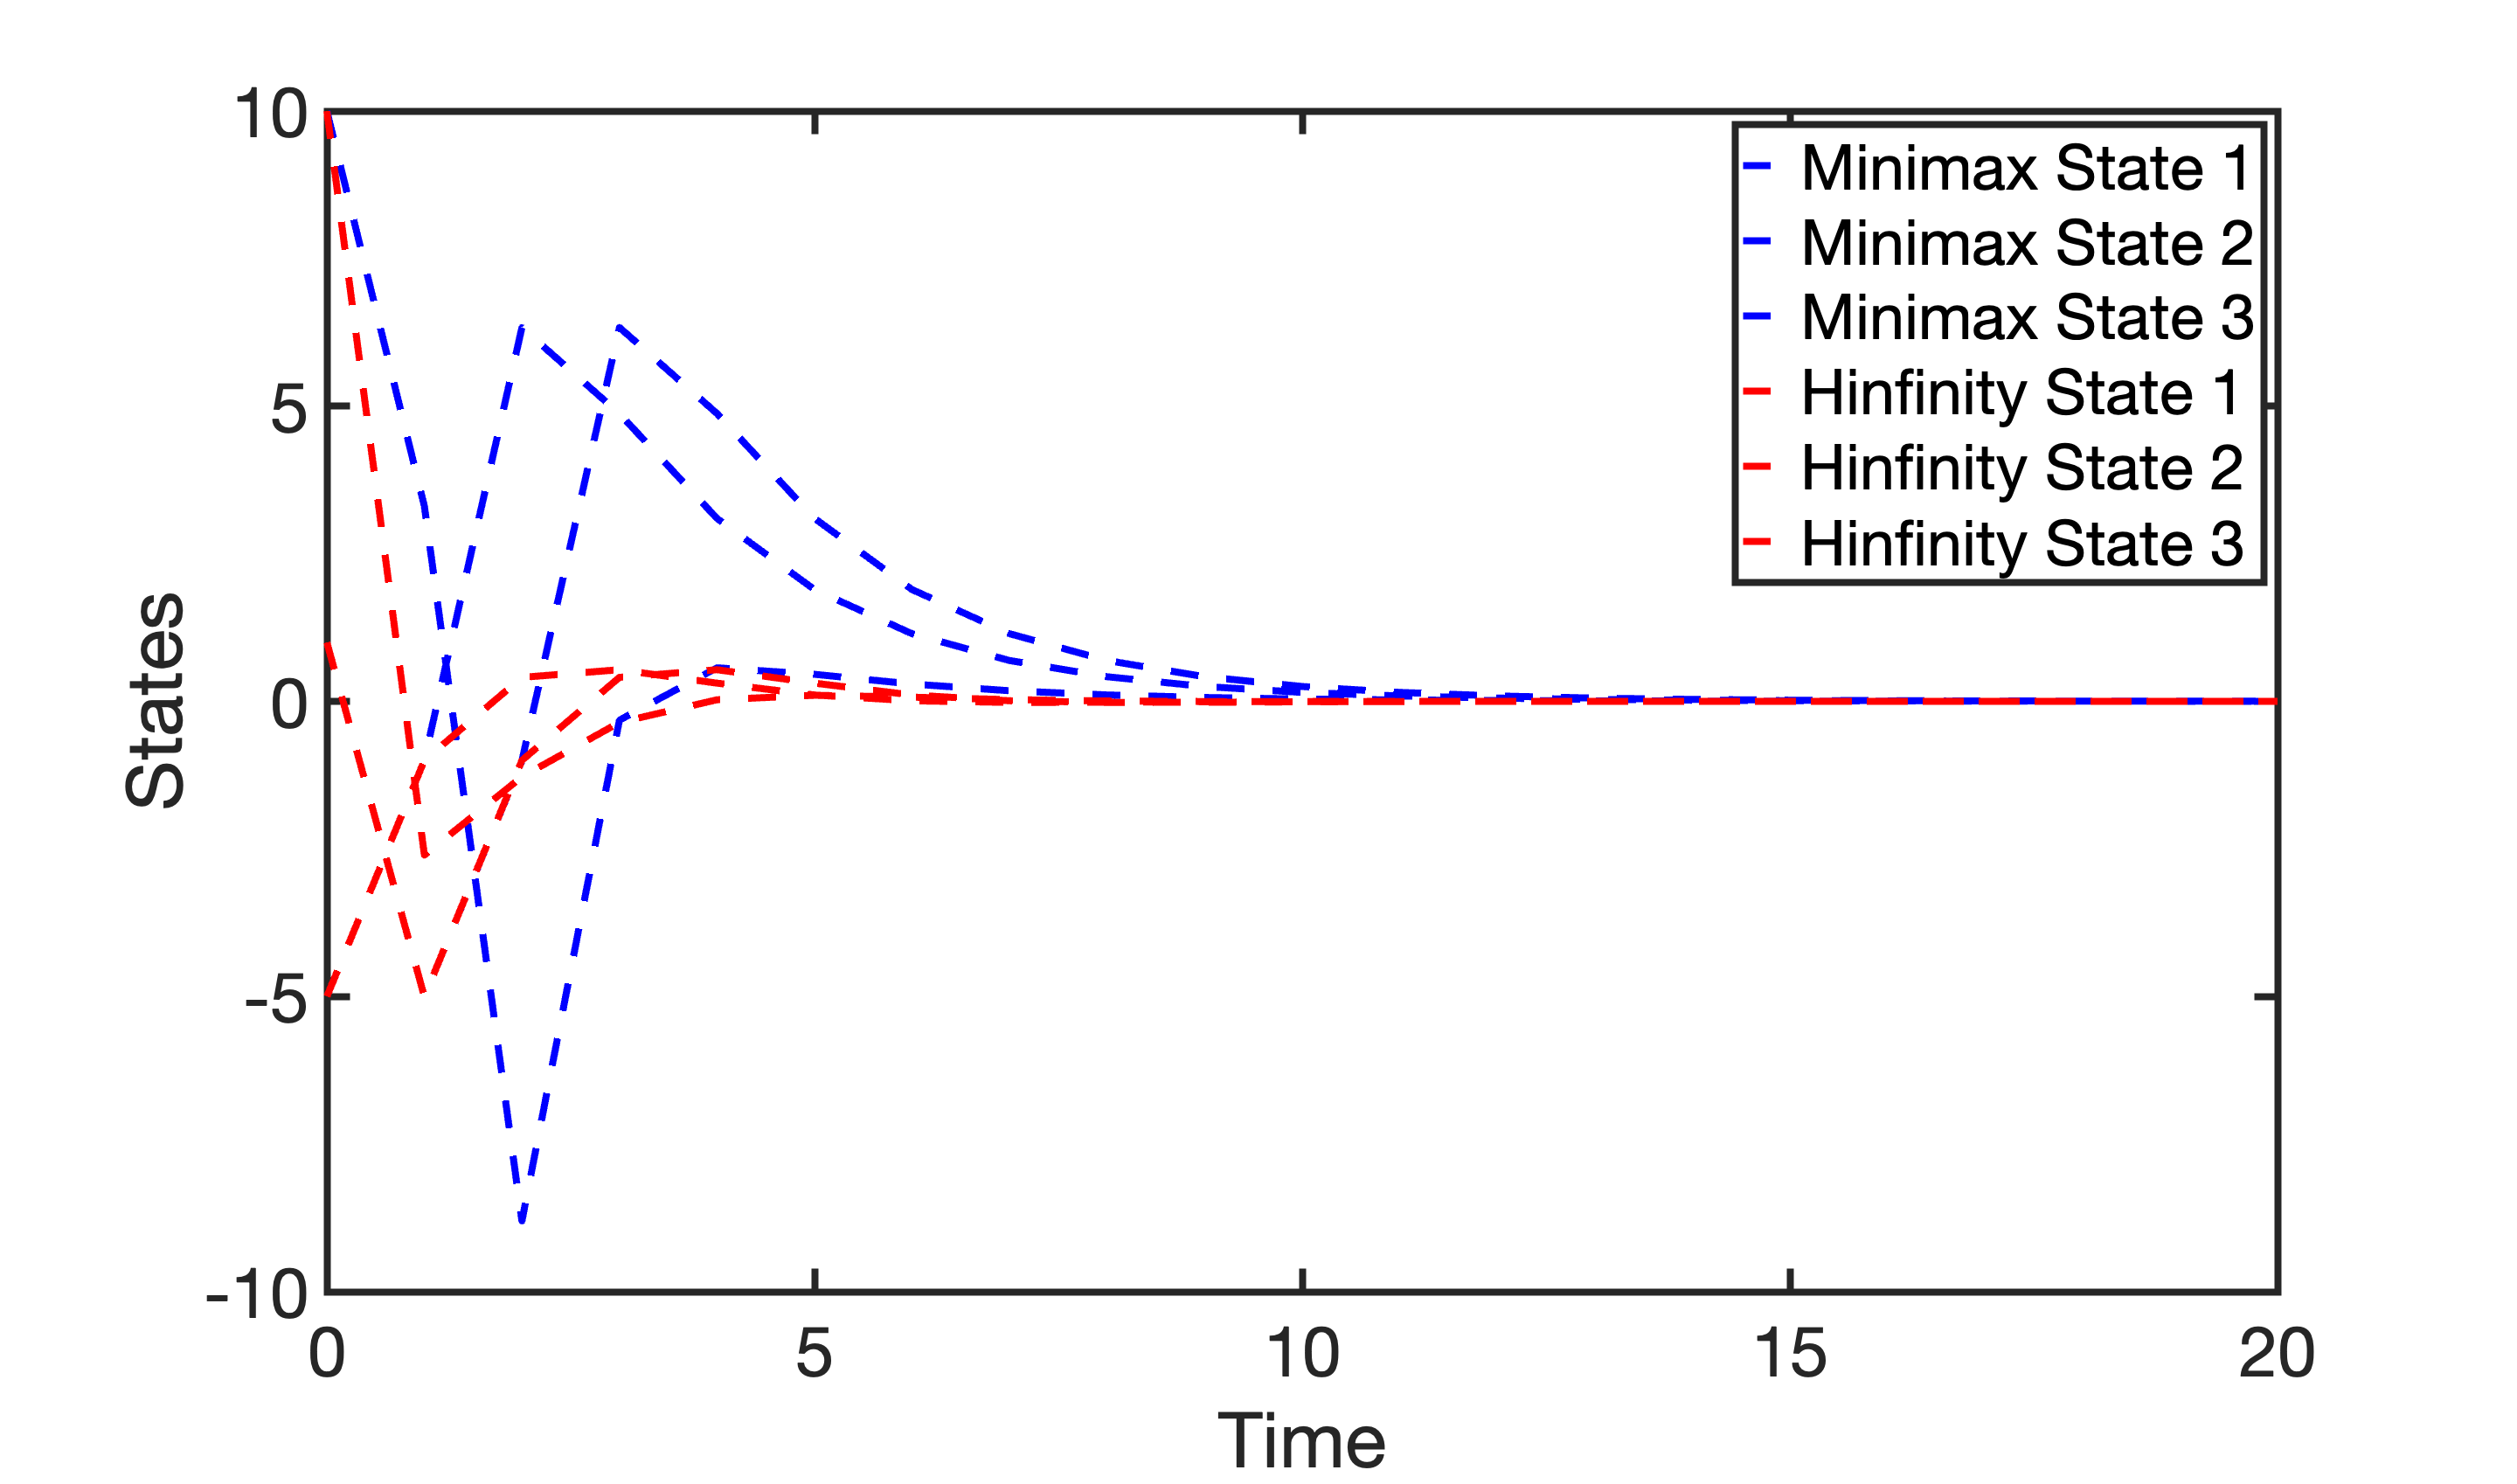 10
5
0
-5
-10
States
0
5
10
15
20
Time
Minimax State 1
Minimax State 2
Minimax State 3
Hinfinity State 1
Hinfinity State 2
Hinfinity State 3